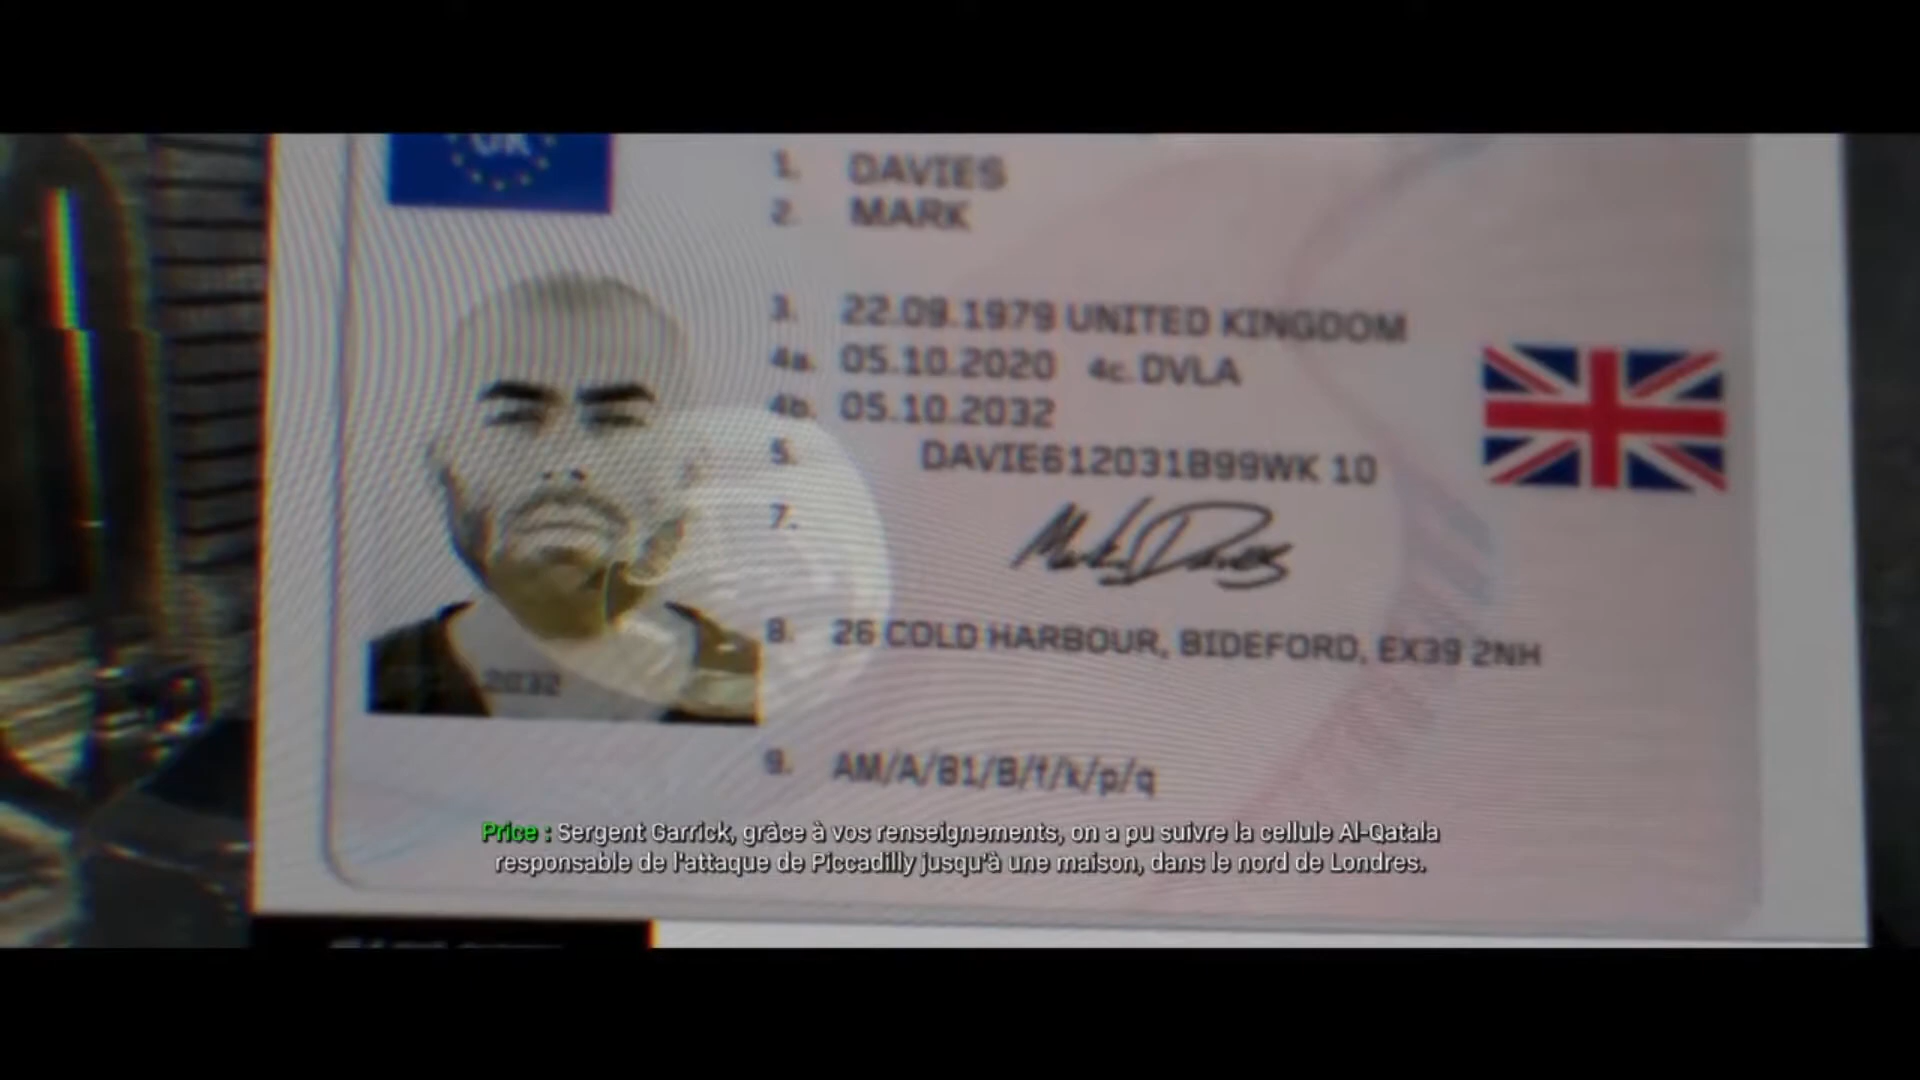 UK
1. DAVIES
2. MARK
3. 22.09.1979 UNITED KINGDOM
4a. 05.10.2020 4c. DVLA
4b. 05.10.2032
5. DAVIE612031B99WK 10
7. Mark Davies
8. 26 COLD HARBOUR, BIDEFORD, EX39 2NH
2032
9. AM/A/B1/B/f/k/p/q
Price : Sergent Garrick, grâce à vos renseignements, on a pu suivre la cellule Al-Qatala
responsable de l'attaque de Piccadilly jusqu'à une maison, dans le nord de Londres.